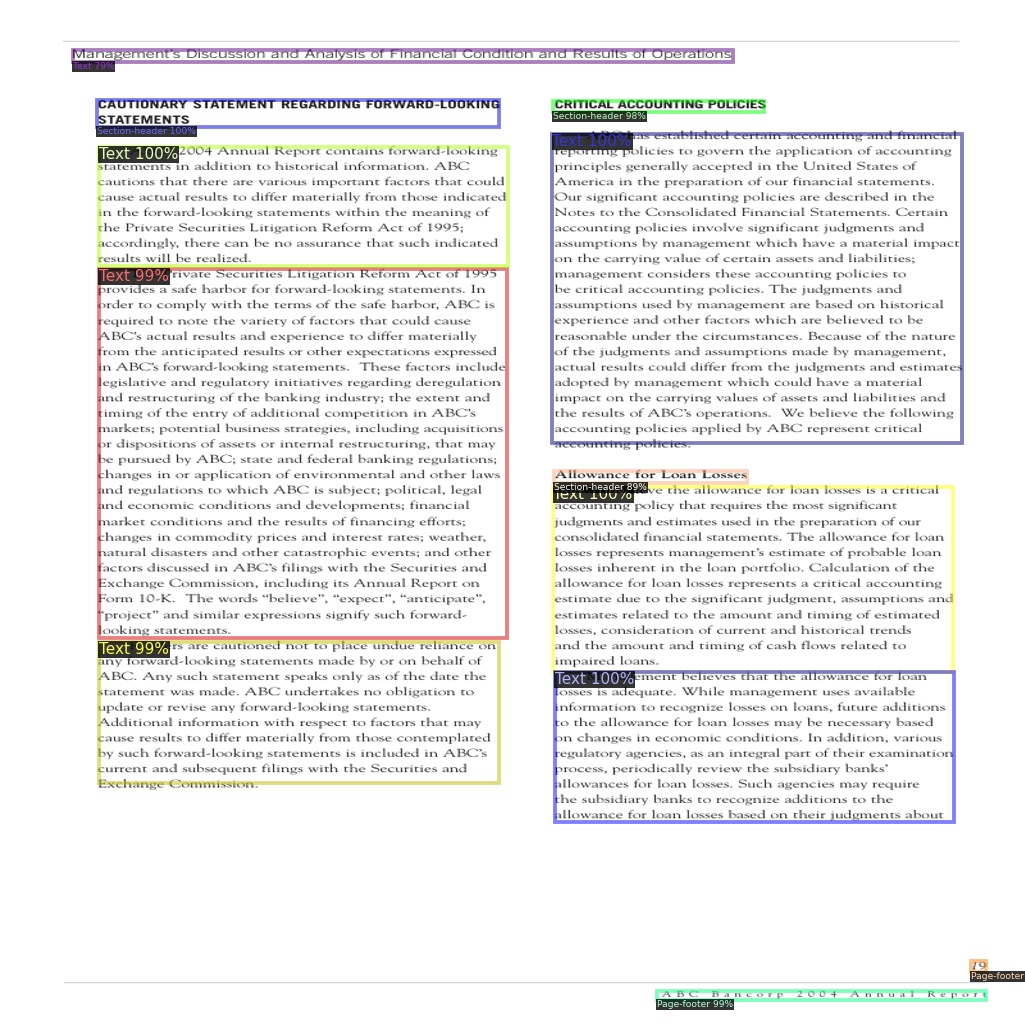 Management's Discussion and Analysis of Financial Condition and Results of Operations
Text 79%
CAUTIONARY STATEMENT REGARDING FORWARD-LOOKING
STATEMENTS
Section-header 100%
Text 100%
2004 Annual Report contains forward-looking
statements in addition to historical information. ABC
cautions that there are various important factors that could
cause actual results to differ materially from those indicated
in the forward-looking statements within the meaning of
the Private Securities Litigation Reform Act of 1995;
accordingly, there can be no assurance that such indicated
results will be realized.
Text 99%
Private Securities Litigation Reform Act of 1995
provides a safe harbor for forward-looking statements. In
order to comply with the terms of the safe harbor, ABC is
required to note the variety of factors that could cause
ABC's actual results and experience to differ materially
from the anticipated results or other expectations expressed
in ABC's forward-looking statements.  These factors include
legislative and regulatory initiatives regarding deregulation
and restructuring of the banking industry; the extent and
timing of the entry of additional competition in ABC's
markets; potential business strategies, including acquisitions
or dispositions of assets or internal restructuring, that may
be pursued by ABC; state and federal banking regulations;
changes in or application of environmental and other laws
and regulations to which ABC is subject; political, legal
and economic conditions and developments; financial
market conditions and the results of financing efforts;
changes in commodity prices and interest rates; weather,
natural disasters and other catastrophic events; and other
factors discussed in ABC's filings with the Securities and
Exchange Commission, including its Annual Report on
Form 10-K.  The words “believe”, “expect”, “anticipate”,
“project” and similar expressions signify such forward-
looking statements.
Text 99%
are cautioned not to place undue reliance on
any forward-looking statements made by or on behalf of
ABC. Any such statement speaks only as of the date the
statement was made. ABC undertakes no obligation to
update or revise any forward-looking statements.
Additional information with respect to factors that may
cause results to differ materially from those contemplated
by such forward-looking statements is included in ABC's
current and subsequent filings with the Securities and
Exchange Commission.
CRITICAL ACCOUNTING POLICIES
Section-header 98%
Text 100%
has established certain accounting and financial
reporting policies to govern the application of accounting
principles generally accepted in the United States of
America in the preparation of our financial statements.
Our significant accounting policies are described in the
Notes to the Consolidated Financial Statements. Certain
accounting policies involve significant judgments and
assumptions by management which have a material impact
on the carrying value of certain assets and liabilities;
management considers these accounting policies to
be critical accounting policies. The judgments and
assumptions used by management are based on historical
experience and other factors which are believed to be
reasonable under the circumstances. Because of the nature
of the judgments and assumptions made by management,
actual results could differ from the judgments and estimates
adopted by management which could have a material
impact on the carrying values of assets and liabilities and
the results of ABC's operations.  We believe the following
accounting policies applied by ABC represent critical
accounting policies.
Allowance for Loan Losses
Section-header 89%
Text 100%
the allowance for loan losses is a critical
accounting policy that requires the most significant
judgments and estimates used in the preparation of our
consolidated financial statements. The allowance for loan
losses represents management's estimate of probable loan
losses inherent in the loan portfolio. Calculation of the
allowance for loan losses represents a critical accounting
estimate due to the significant judgment, assumptions and
estimates related to the amount and timing of estimated
losses, consideration of current and historical trends
and the amount and timing of cash flows related to
impaired loans.
Text 100%
believes that the allowance for loan
losses is adequate. While management uses available
information to recognize losses on loans, future additions
to the allowance for loan losses may be necessary based
on changes in economic conditions. In addition, various
regulatory agencies, as an integral part of their examination
process, periodically review the subsidiary banks'
allowances for loan losses. Such agencies may require
the subsidiary banks to recognize additions to the
allowance for loan losses based on their judgments about
19
Page-footer
ABC Bancorp 2004 Annual Report
Page-footer 99%